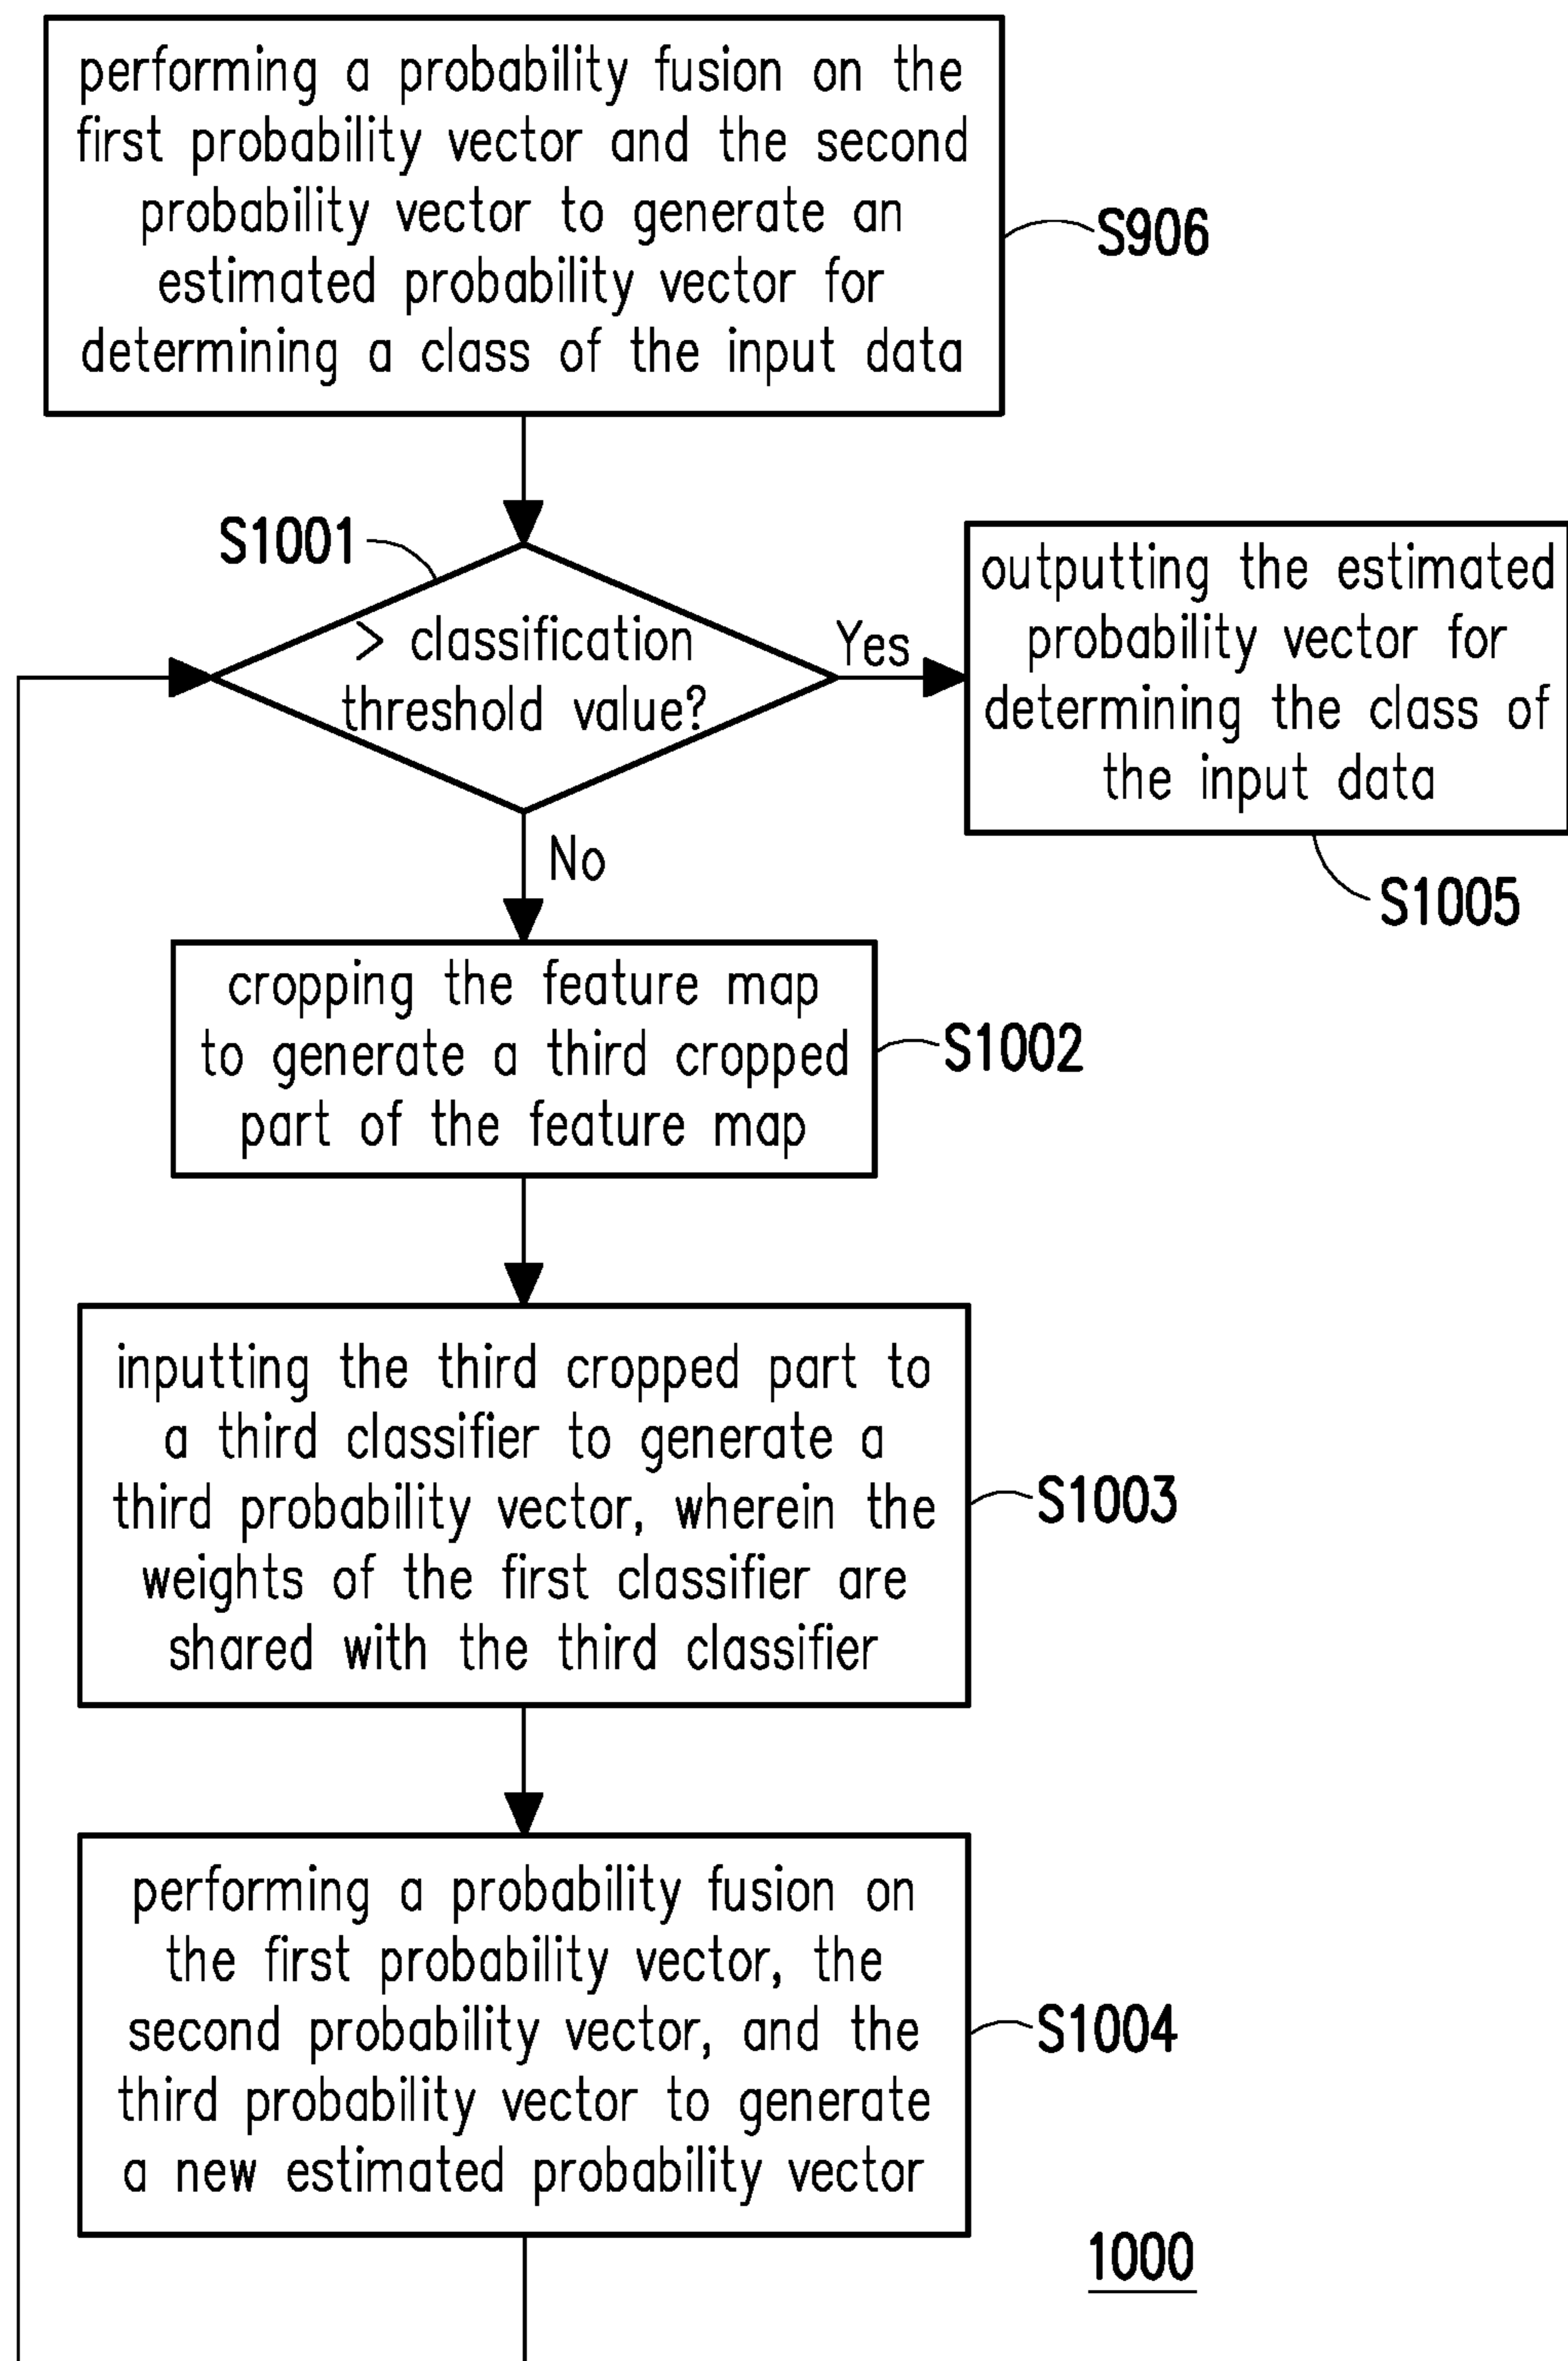 performing a probability fusion on the
first probability vector and the second
probability vector to generate an
estimated probability vector for
determining a class of the input data
S906
S1001
> classification
threshold value?
Yes
outputting the estimated
probability vector for
determining the class of
the input data
S1005
No
cropping the feature map
to generate a third cropped
part of the feature map
S1002
inputting the third cropped part to
a third classifier to generate a
third probability vector, wherein the
weights of the first classifier are
shared with the third classifier
S1003
performing a probability fusion on
the first probability vector, the
second probability vector, and the
third probability vector to generate
a new estimated probability vector
S1004
1000